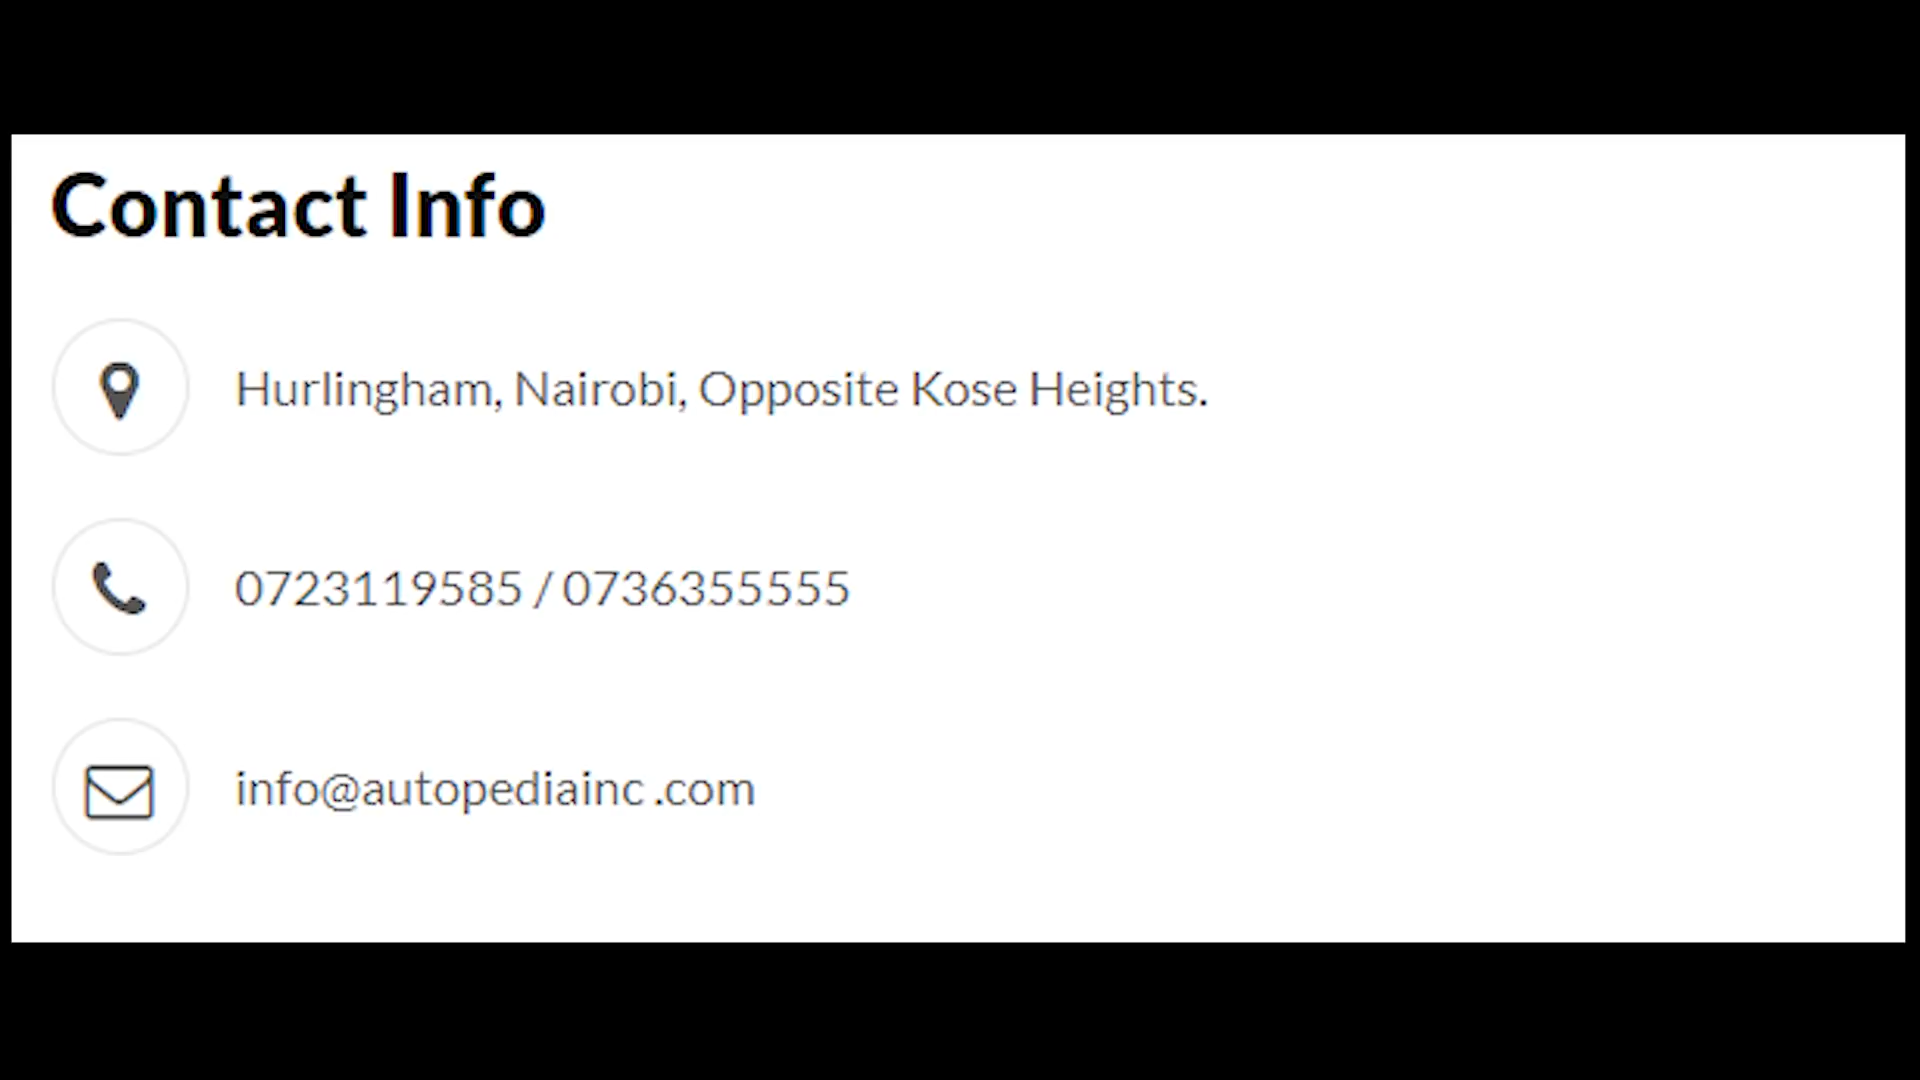 Contact Info
Hurlingham, Nairobi, Opposite Kose Heights.
0723119585 / 0736355555
info@autopediainc .com